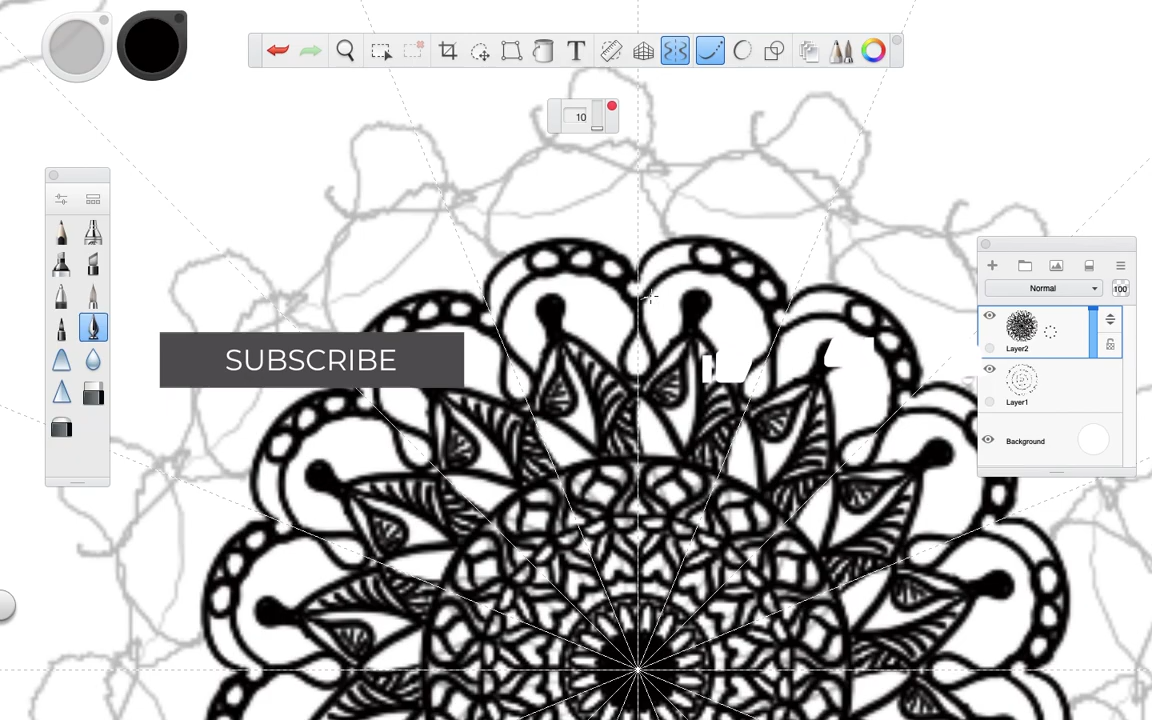 T
10
Normal
100
SUBSCRIBE
Layer2
Layer1
Background